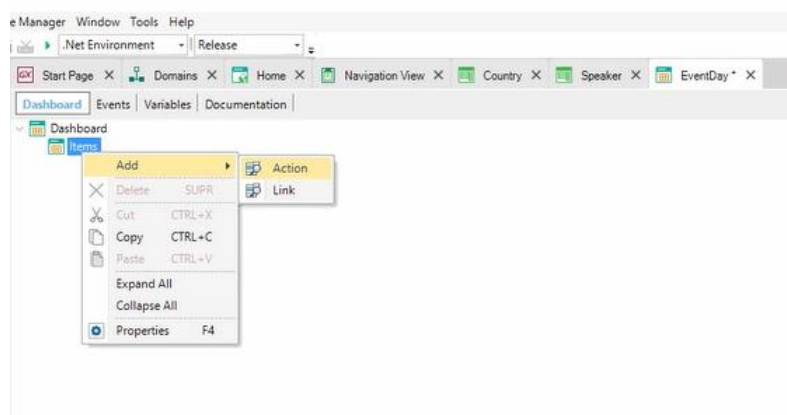 e Manager Window Tools Help
.Net Environment Release
GX Start Page X Domains X Home X Navigation View X Country X Speaker X EventDay * X
Dashboard Events Variables Documentation
Dashboard
Items
Add Action
Delete SUPR Link
Cut CTRL+X
Copy CTRL+C
Paste CTRL+V
Expand All
Collapse All
Properties F4